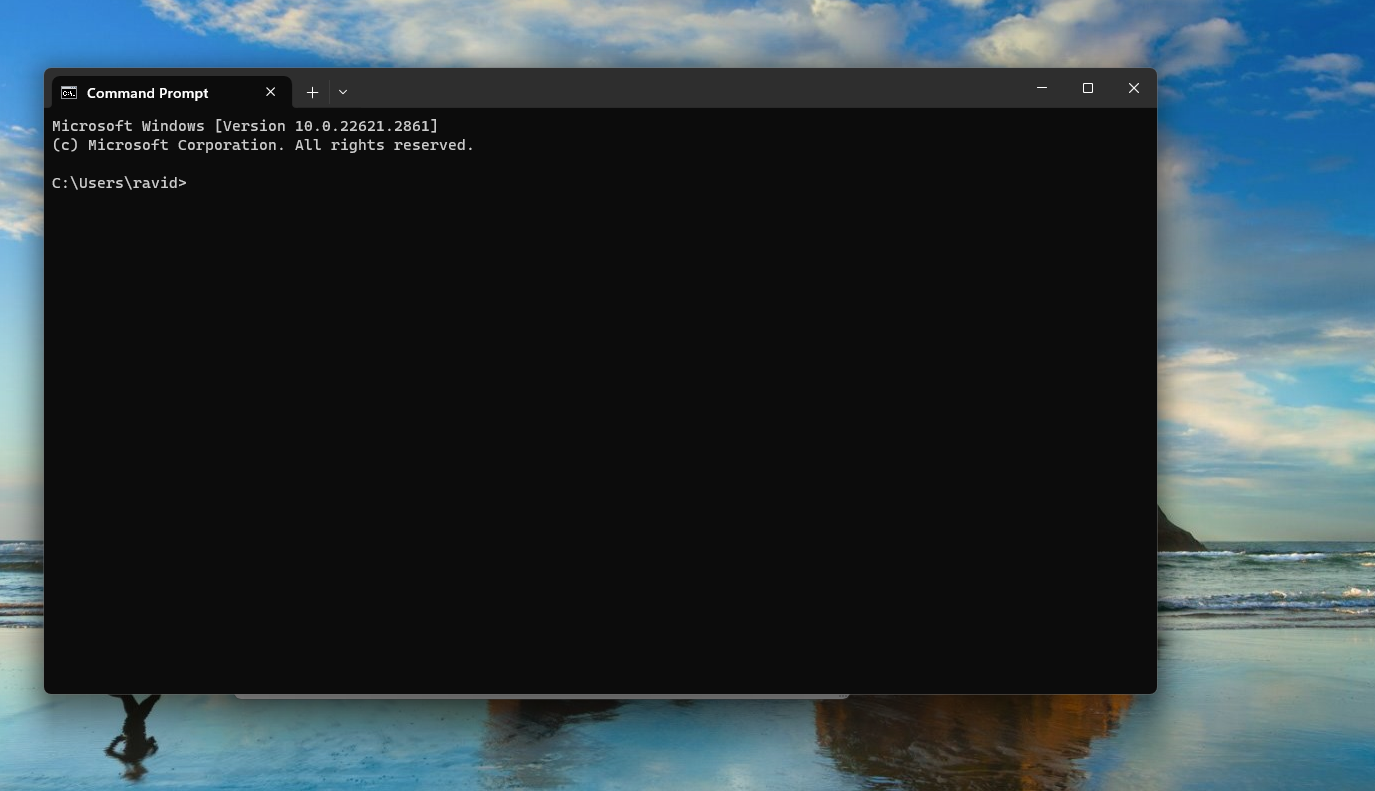 Command Prompt
Microsoft Windows [Version 10.0.22621.2861]
(c) Microsoft Corporation. All rights reserved.
C:\Users\ravid>